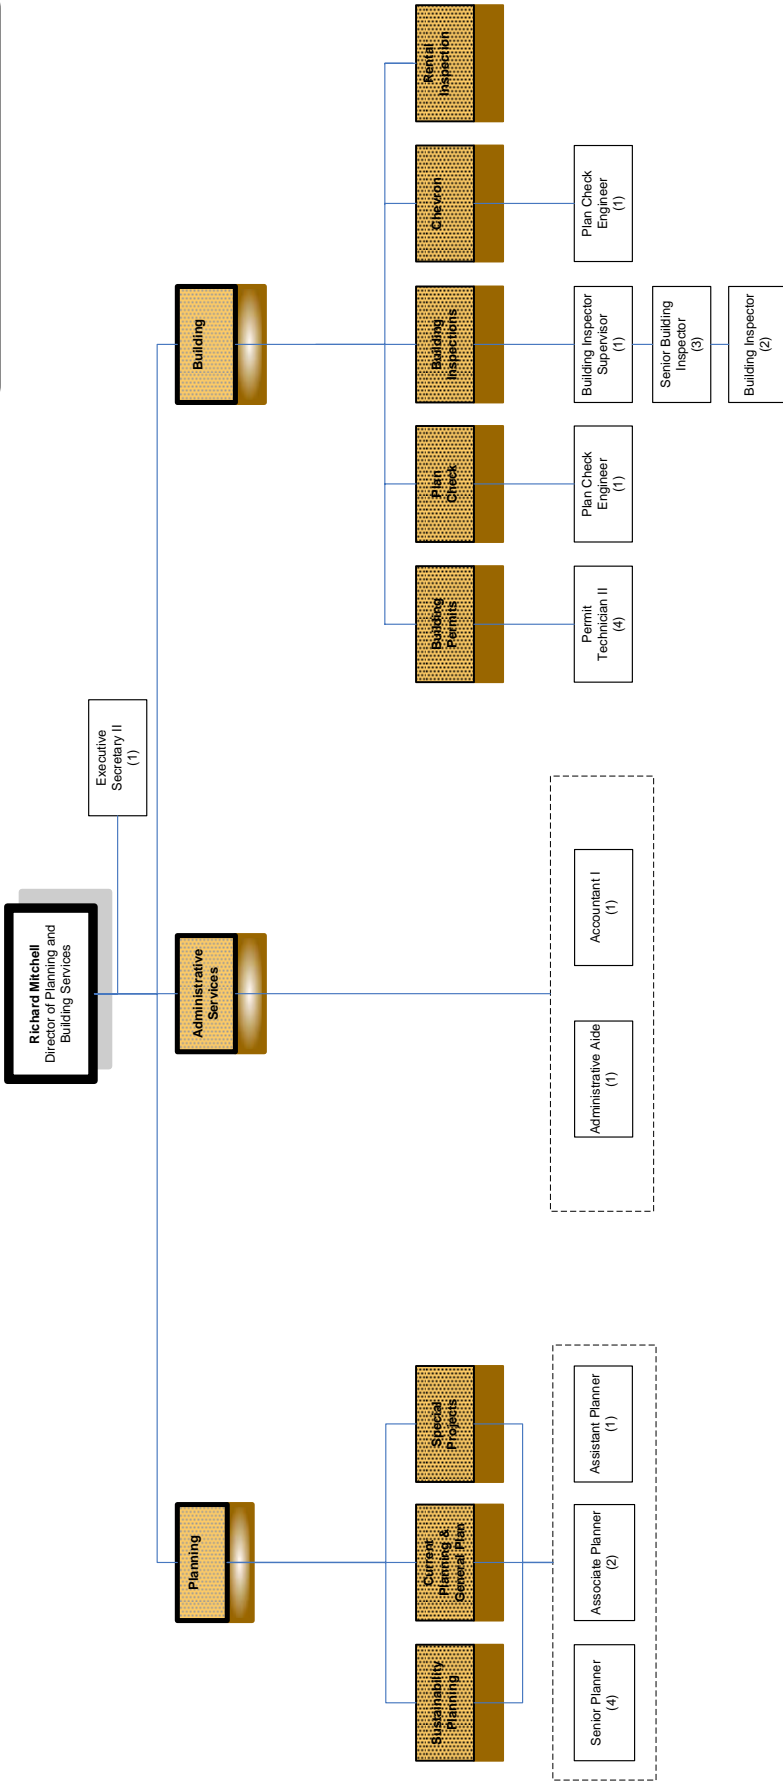 Richard Mitchell
Director of Planning and
Building Services
Executive
Secretary II
(1)
Planning
Administrative
Services
Building
Sustainability
Planning
Current
Planning &
General Plan
Special
Projects
Building
Permits
Plan
Check
Building
Inspections
Chevron
Rental
Inspection
Senior Planner
(4)
Associate Planner
(2)
Assistant Planner
(1)
Administrative Aide
(1)
Accountant I
(1)
Permit
Technician II
(4)
Plan Check
Engineer
(1)
Building Inspector
Supervisor
(1)
Plan Check
Engineer
(1)
Senior Building
Inspector
(3)
Building Inspector
(2)